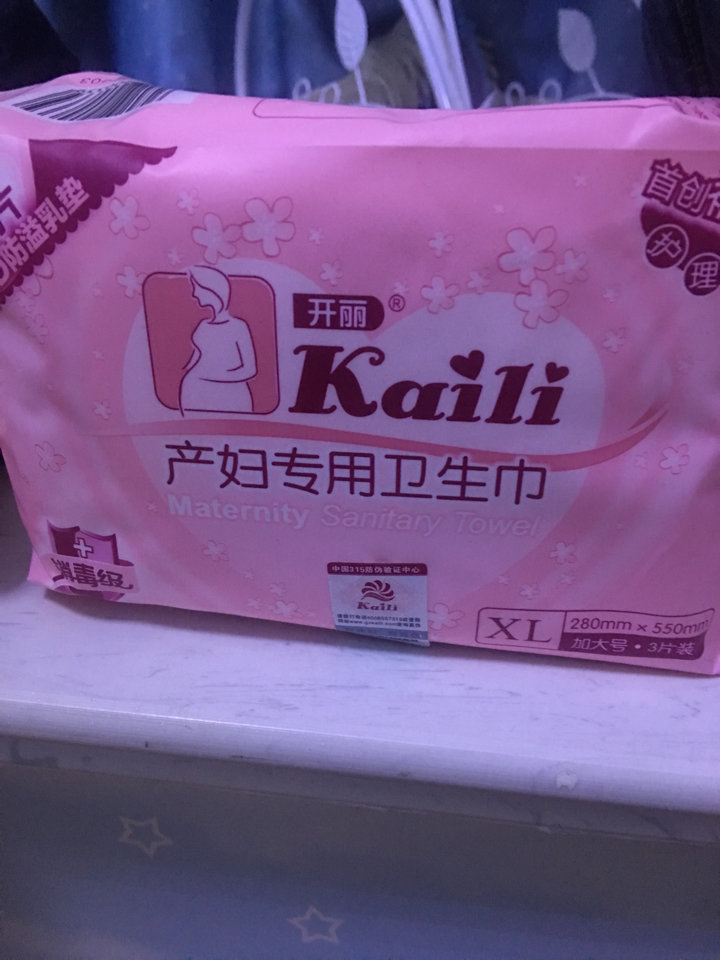 防溢乳垫
首创
护理
开丽®
Kaili
产妇专用卫生巾
Maternity Sanitary Towel
消毒级
中国315防伪验证中心
Kaili
XL
280mm × 550mm
加大号·3片装